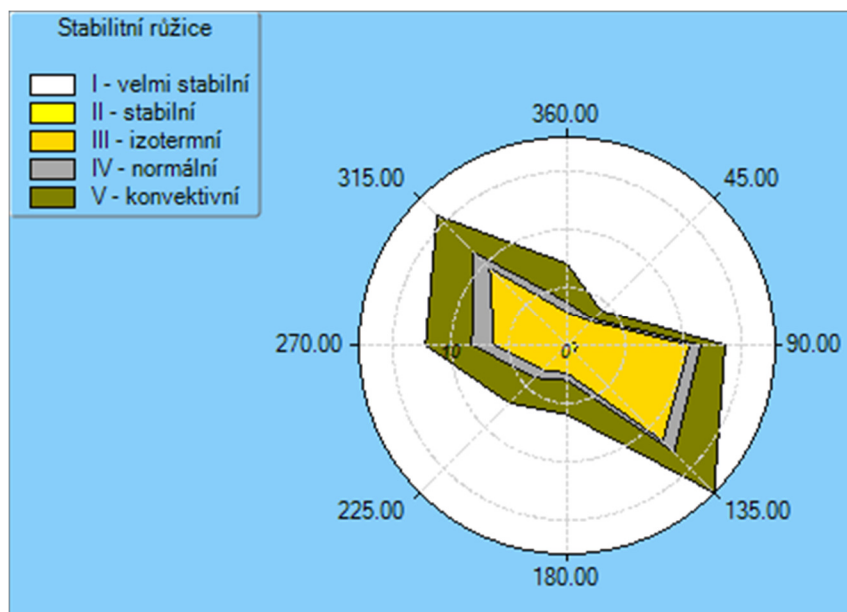 Stabilitní růžice
I - velmi stabilní
II - stabilní
III - izotermní
IV - normální
V - konvektivní
360.00
315.00
45.00
270.00
10
0
90.00
225.00
135.00
180.00